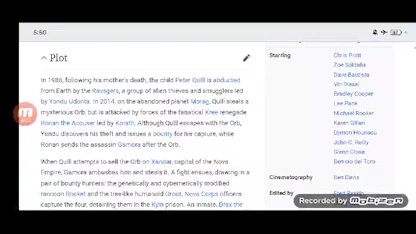 5:50
Plot
In 1988, following his mother's death, the child Peter Quill is abducted
from Earth by the Ravagers, a group of alien thieves and smugglers led
by Yondu Udonta. In 2014, on the abandoned planet Morag, Quill steals a
mysterious Orb, but is attacked by forces of the fanatical Kree renegade
Ronan the Accuser led by Korath. Although Quill escapes with the Orb,
Yondu discovers his theft and issues a bounty for his capture, while
Ronan sends the assassin Gamora after the Orb.
When Quill attempts to sell the Orb on Xandar, capital of the Nova
Empire, Gamora ambushes him and steals it. A fight ensues, drawing in a
pair of bounty hunters: the genetically and cybernetically modified
raccoon Rocket and the tree-like humanoid Groot. Nova Corps officers
capture the four, detaining them in the Kyln prison. An inmate, Drax the
Starring
Chris Pratt
Zoe Saldaña
Dave Bautista
Vin Diesel
Bradley Cooper
Lee Pace
Michael Rooker
Karen Gillan
Djimon Hounsou
John C. Reilly
Glenn Close
Benicio del Toro
Cinematography
Ben Davis
Edited by
Fred Raskin
Recorded by mobizen